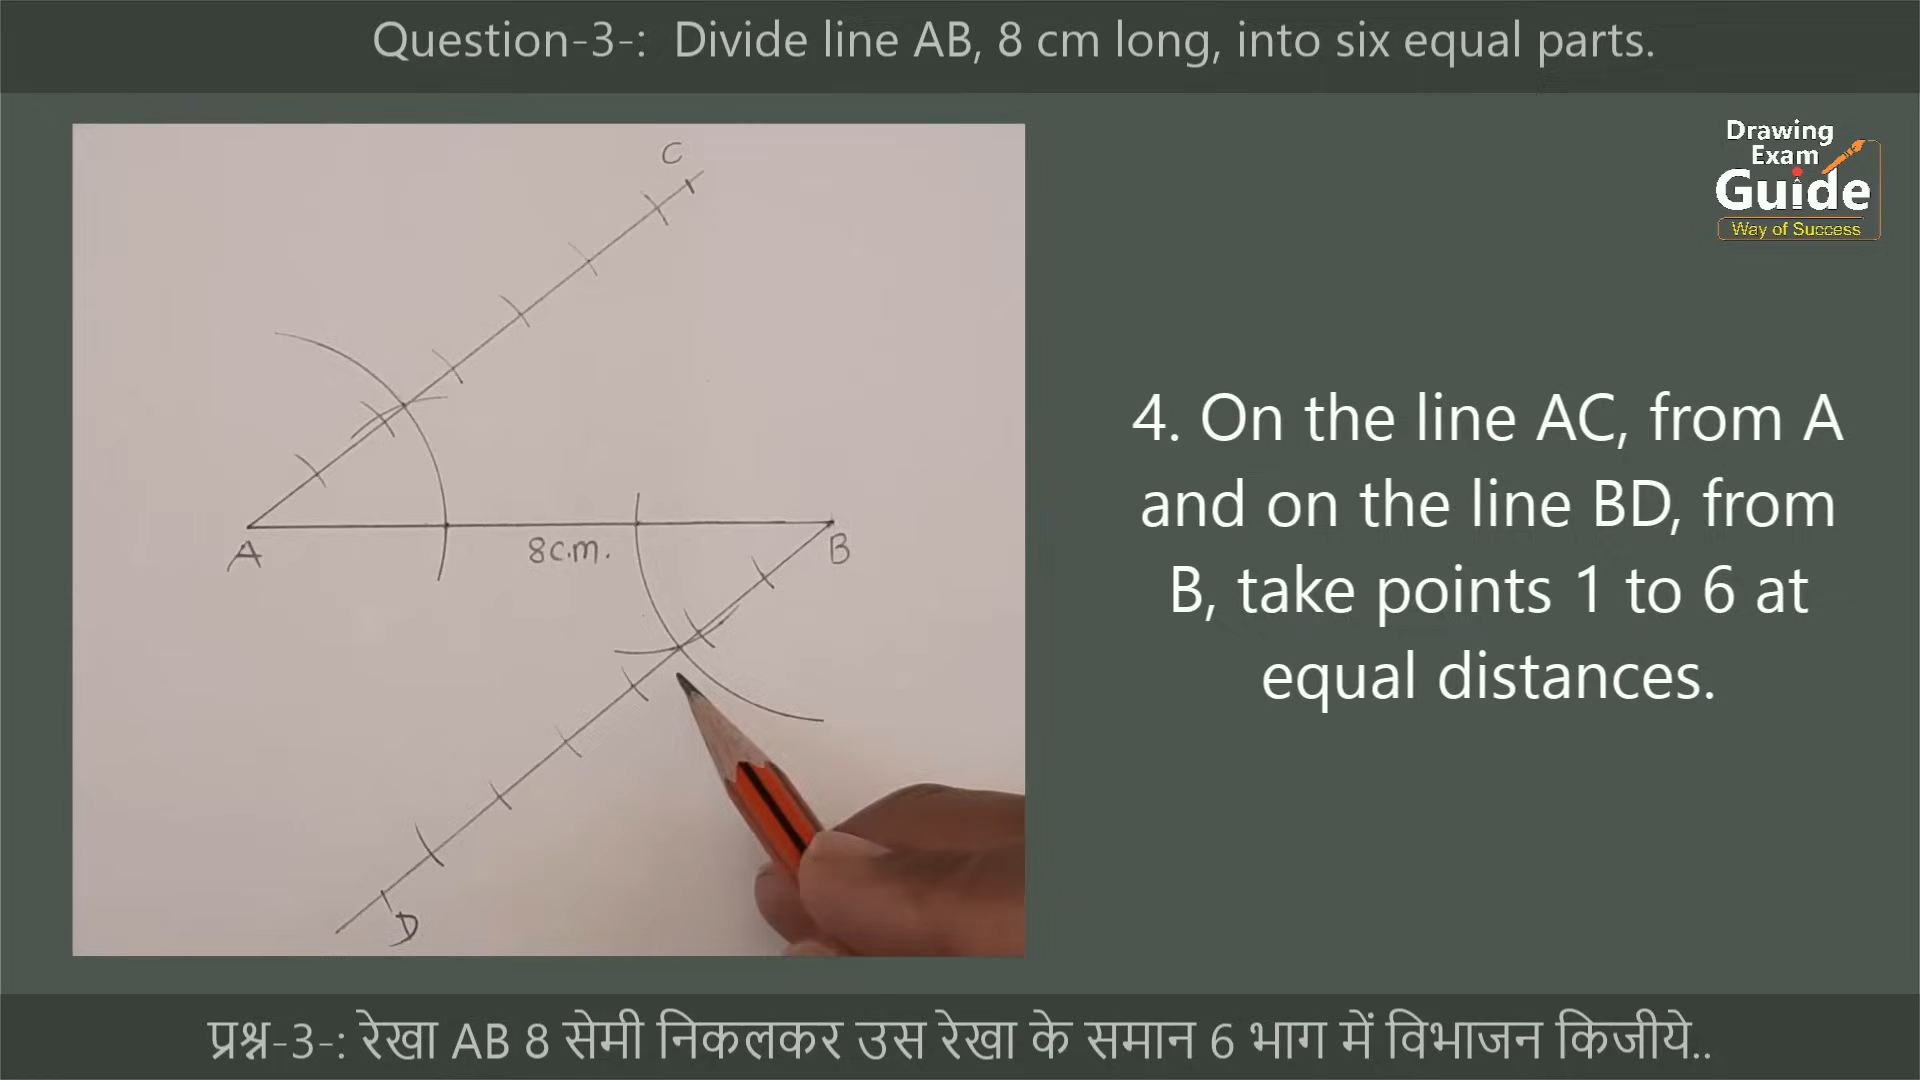 Question-3-: Divide line AB, 8 cm long, into six equal parts.
Drawing
Exam
Guide
Way of Success
C
A
8c.m.
B
D
4. On the line AC, from A
and on the line BD, from
B, take points 1 to 6 at
equal distances.
प्रश्न-3-: रेखा AB 8 सेमी निकलकर उस रेखा के समान 6 भाग में विभाजन किजीये..